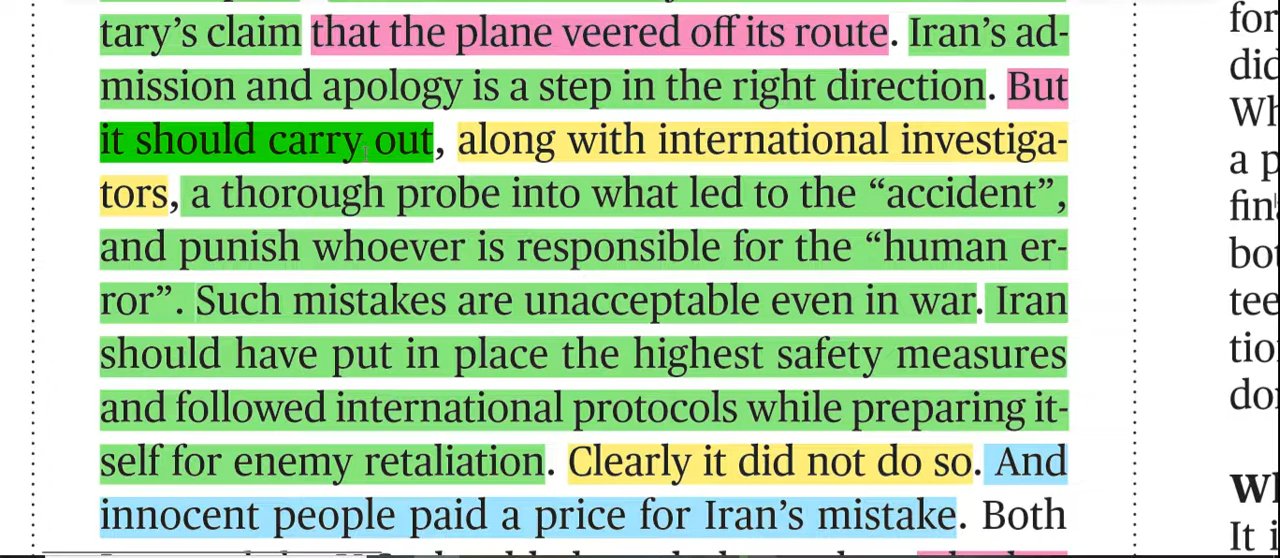 tary’s claim that the plane veered off its route. Iran’s ad-
mission and apology is a step in the right direction. But
it should carry out, along with international investiga-
tors, a thorough probe into what led to the “accident”,
and punish whoever is responsible for the “human er-
ror”. Such mistakes are unacceptable even in war. Iran
should have put in place the highest safety measures
and followed international protocols while preparing it-
self for enemy retaliation. Clearly it did not do so. And
innocent people paid a price for Iran’s mistake. Both
for
did
a p
It i